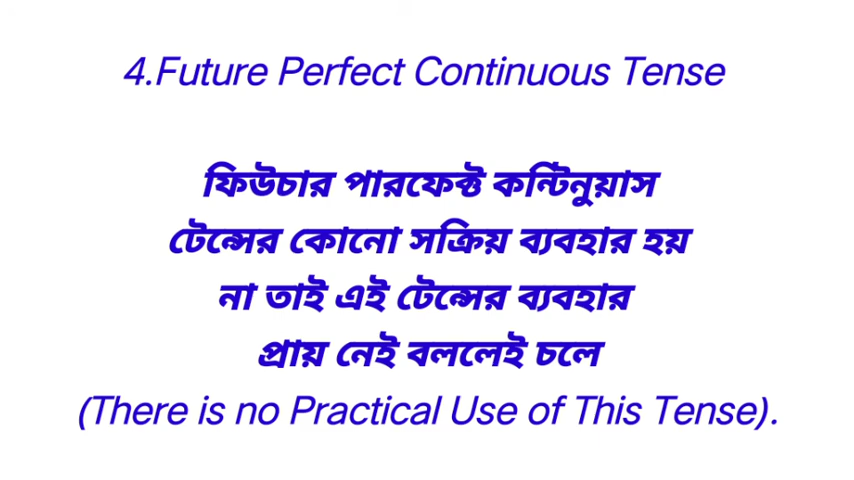 4.Future Perfect Continuous Tense
ফিউচার পারফেক্ট কন্টিনুয়াস
টেন্সের কোনো সক্রিয় ব্যবহার হয়
না তাই এই টেন্সের ব্যবহার
প্রায় নেই বললেই চলে
(There is no Practical Use of This Tense).